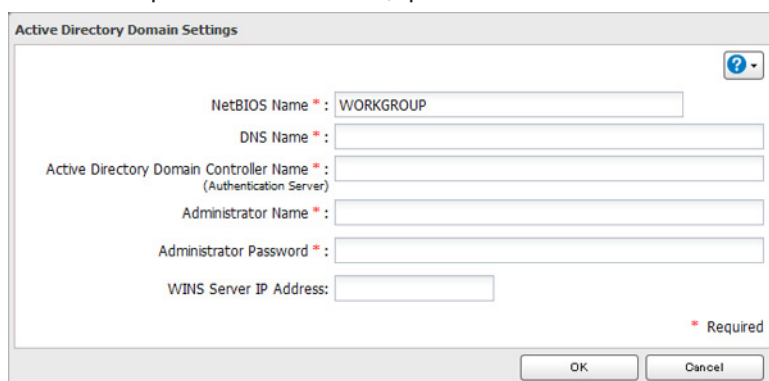 Active Directory Domain Settings
?
NetBIOS Name * : WORKGROUP
DNS Name * :
Active Directory Domain Controller Name * :
(Authentication Server)
Administrator Name * :
Administrator Password * :
WINS Server IP Address:
* Required
OK Cancel